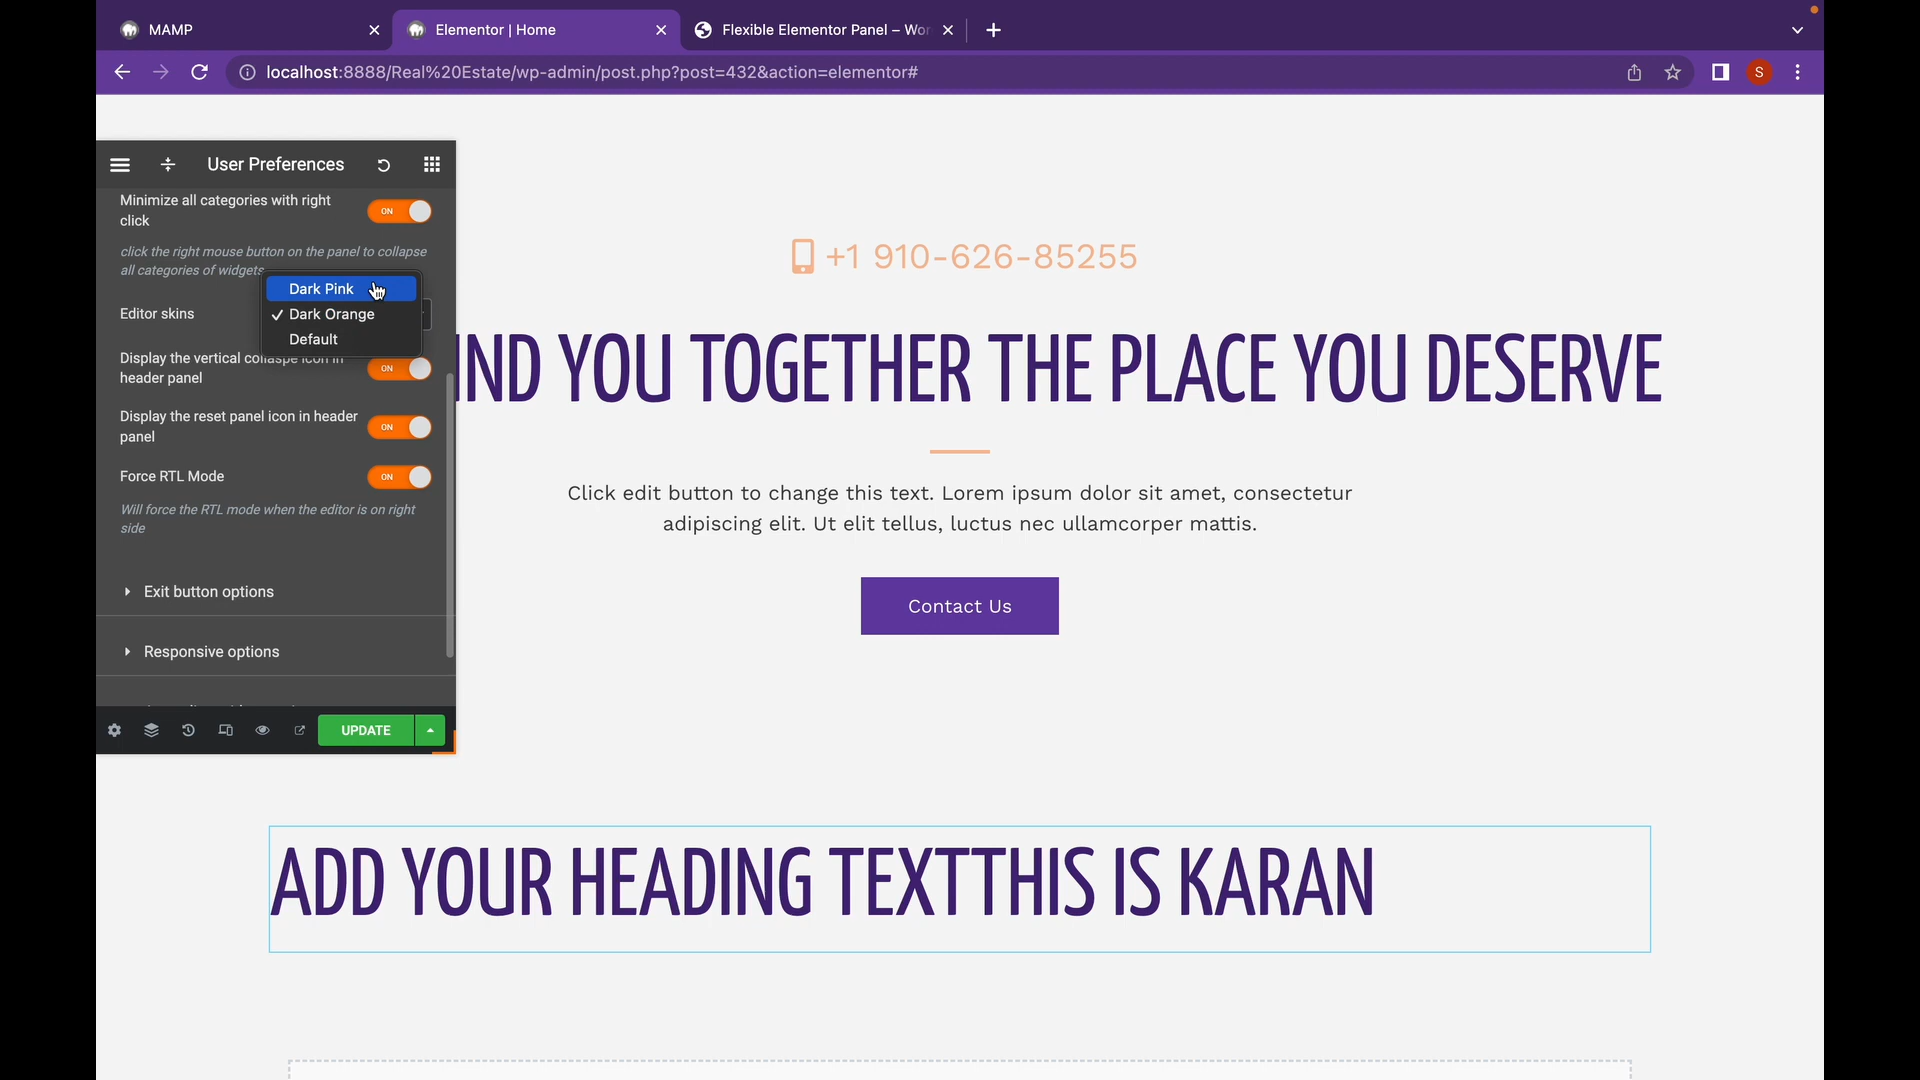 MAMP
Elementor | Home
Flexible Elementor Panel – Wor
localhost:8888/Real%20Estate/wp-admin/post.php?post=432&action=elementor#
S
User Preferences
Minimize all categories with right
click
ON
click the right mouse button on the panel to collapse
all categories of widgets
Dark Pink
Editor skins
✓ Dark Orange
Default
Display the vertical collaspe icon in
header panel
ON
Display the reset panel icon in header
panel
ON
Force RTL Mode
ON
Will force the RTL mode when the editor is on right
side
Exit button options
Responsive options
UPDATE
+1 910-626-85255
IND YOU TOGETHER THE PLACE YOU DESERVE
Click edit button to change this text. Lorem ipsum dolor sit amet, consectetur
adipiscing elit. Ut elit tellus, luctus nec ullamcorper mattis.
Contact Us
ADD YOUR HEADING TEXTTHIS IS KARAN